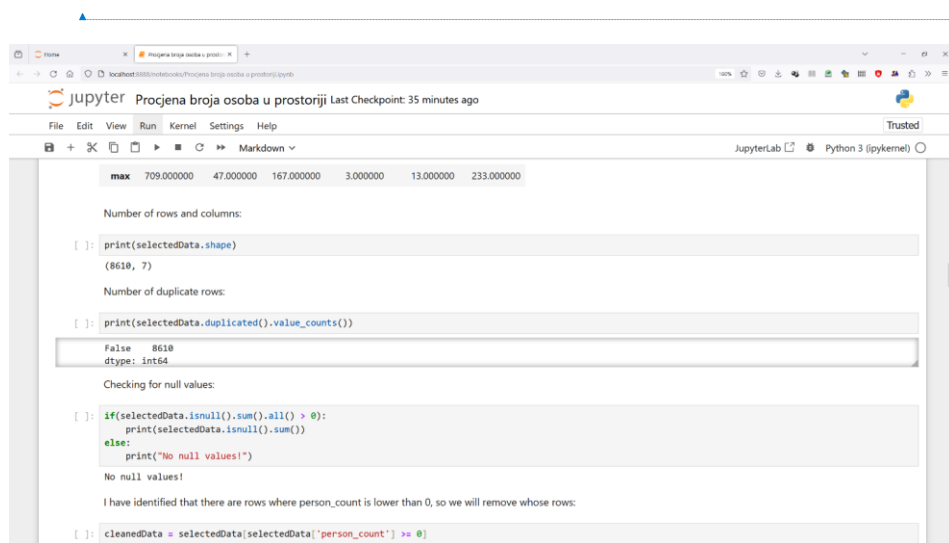 Home
Procjena broja osoba u prostor
localhost:8888/notebooks/Procjena broja osoba u prostoriji.ipynb
jupyter Procjena broja osoba u prostoriji Last Checkpoint: 35 minutes ago
File Edit View Run Kernel Settings Help Trusted
Markdown JupyterLab Python 3 (ipykernel)
max 709.000000 47.000000 167.000000 3.000000 13.000000 233.000000
Number of rows and columns:
[ ]: print(selectedData.shape)
(8610, 7)
Number of duplicate rows:
[ ]: print(selectedData.duplicated().value_counts())
False 8610
dtype: int64
Checking for null values:
[ ]: if(selectedData.isnull().sum().all() > 0):
print(selectedData.isnull().sum())
else:
print("No null values!")
No null values!
I have identified that there are rows where person_count is lower than 0, so we will remove whose rows:
[ ]: cleanedData = selectedData[selectedData['person_count'] >= 0]